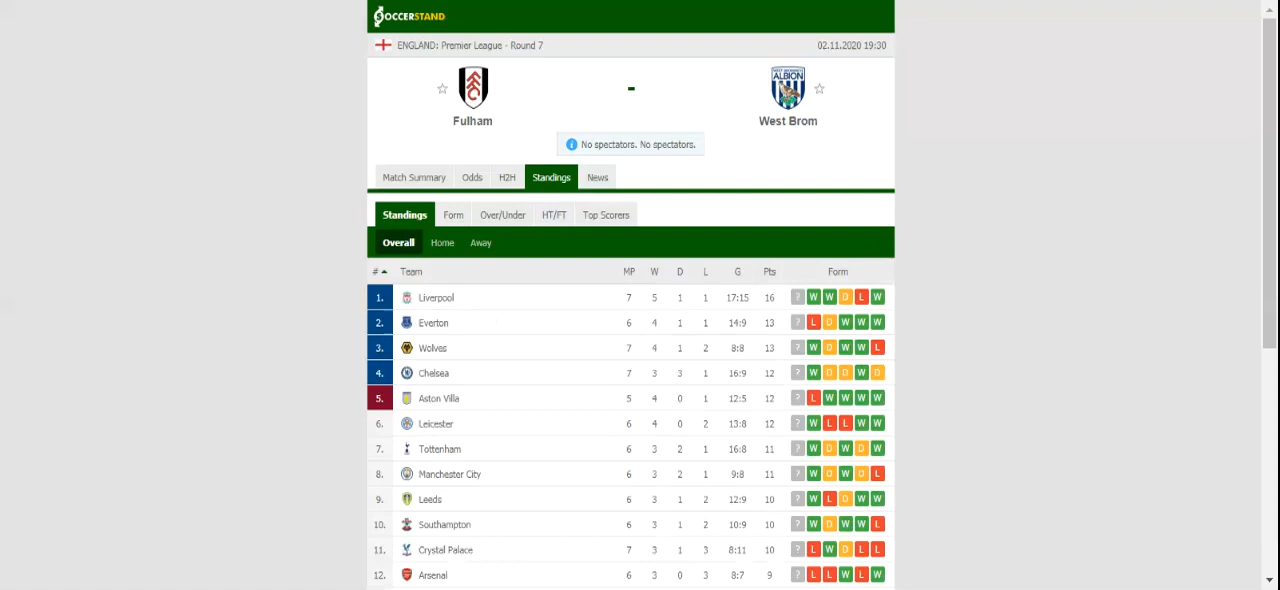 SOCCERSTAND
ENGLAND: Premier League - Round 7 02.11.2020 19:30
-
Fulham West Brom
No spectators. No spectators.
Match Summary Odds H2H Standings News
Standings Form Over/Under HT/FT Top Scorers
Overall Home Away
# Team MP W D L G Pts Form
1. Liverpool 7 5 1 1 17:15 16 ? W W D L W
2. Everton 6 4 1 1 14:9 13 ? L D W W W
3. Wolves 7 4 1 2 8:8 13 ? W D W W L
4. Chelsea 7 3 3 1 16:9 12 ? W D D W D
5. Aston Villa 5 4 0 1 12:5 12 ? L W W W W
6. Leicester 6 4 0 2 13:8 12 ? W L L W W
7. Tottenham 6 3 2 1 16:8 11 ? W D W D W
8. Manchester City 6 3 2 1 9:8 11 ? W D W D L
9. Leeds 6 3 1 2 12:9 10 ? W L D W W
10. Southampton 6 3 1 2 10:9 10 ? W D W W L
11. Crystal Palace 7 3 1 3 8:11 10 ? L W D L L
12. Arsenal 6 3 0 3 8:7 9 ? L L W L W